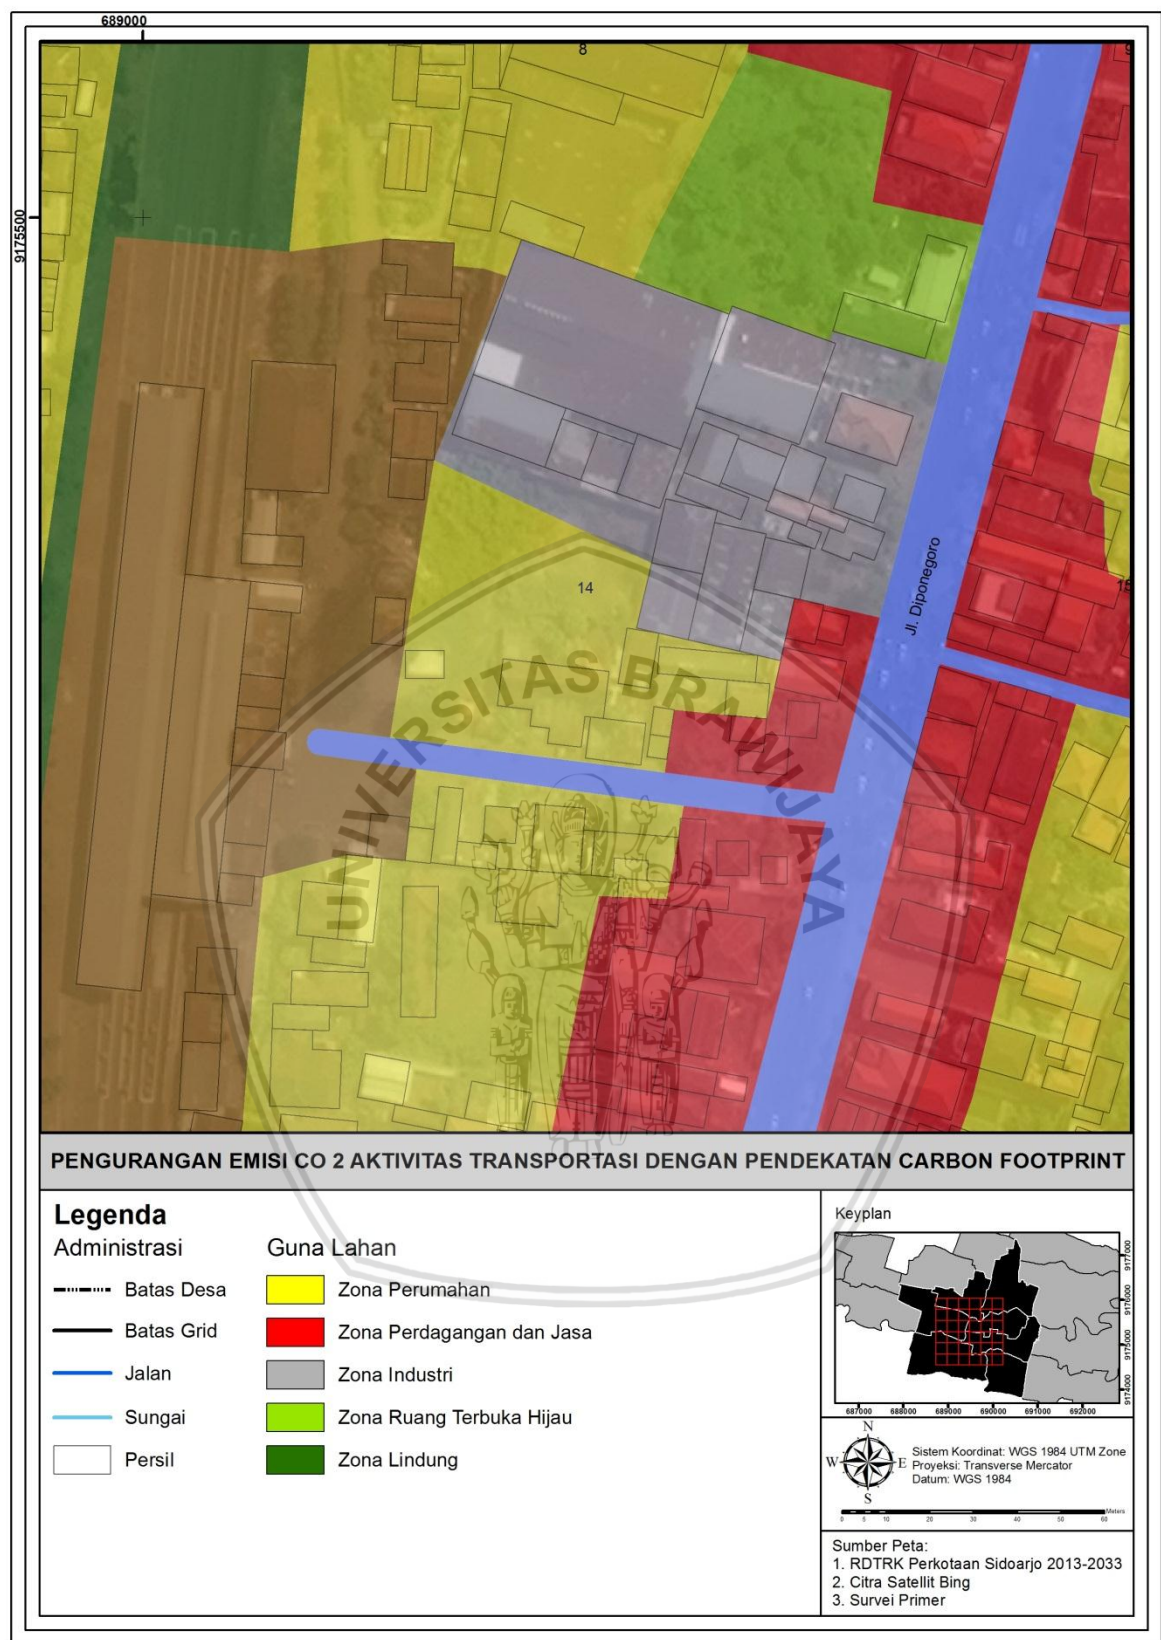 689000
8
9
9175500
14
15
Jl. Diponegoro
UNIVERSITAS BRAWIJAYA
PENGURANGAN EMISI CO 2 AKTIVITAS TRANSPORTASI DENGAN PENDEKATAN CARBON FOOTPRINT
Legenda
Administrasi
Batas Desa
Batas Grid
Jalan
Sungai
Persil
Guna Lahan
Zona Perumahan
Zona Perdagangan dan Jasa
Zona Industri
Zona Ruang Terbuka Hijau
Zona Lindung
Keyplan
9177000
9176000
9175000
9174000
687000 688000 689000 690000 691000 692000
N
W E
S
Sistem Koordinat: WGS 1984 UTM Zone
Proyeksi: Transverse Mercator
Datum: WGS 1984
Meters
0 5 10 20 30 40 50 60
Sumber Peta:
1. RDTRK Perkotaan Sidoarjo 2013-2033
2. Citra Satellit Bing
3. Survei Primer